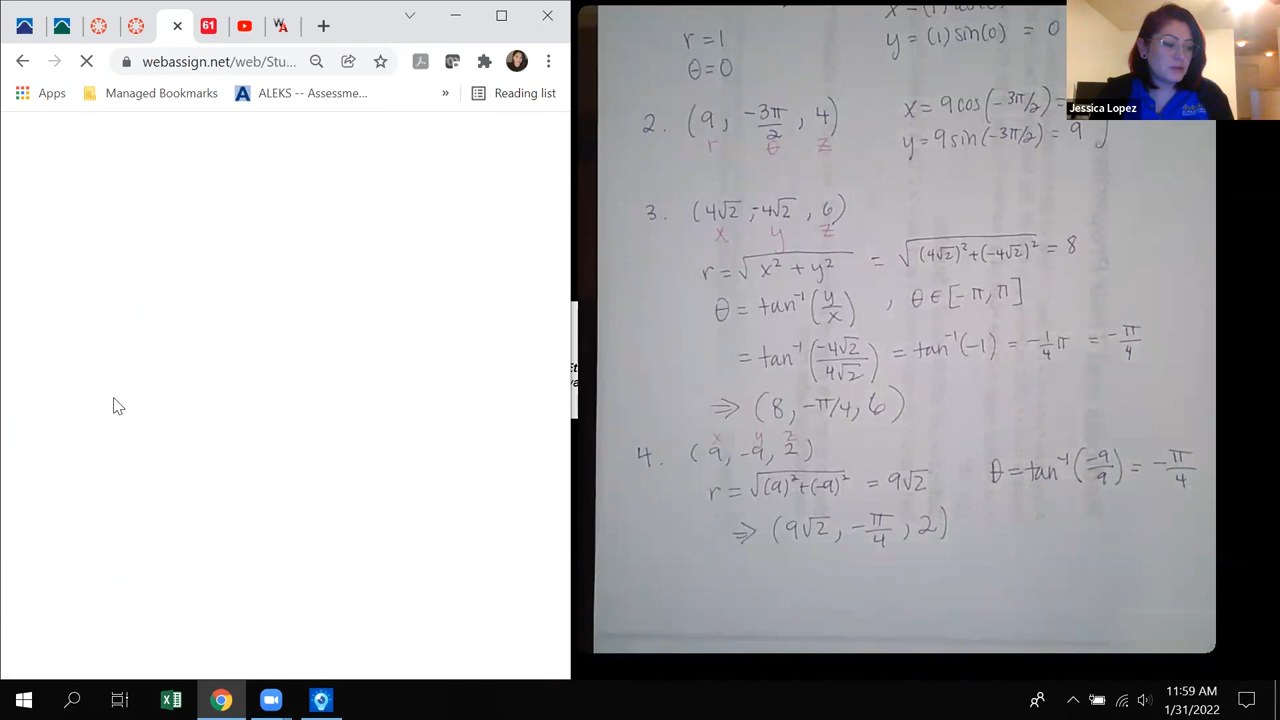 61
webassign.net/web/Stu...
Apps
Managed Bookmarks
ALEKS -- Assessme...
»
Reading list
r = 1
θ = 0
y = (1) sin(0) = 0
2. (9, -3π/2, 4)
r θ z
x = 9 cos(-3π/2) =
y = 9 sin(-3π/2) = 9
3. (4√2, -4√2, 6)
x y z
r = √x² + y² = √(4√2)² + (-4√2)² = 8
θ = tan⁻¹(y/x), θ ∈ [-π, π]
= tan⁻¹(-4√2/4√2) = tan⁻¹(-1) = -1/4 π = -π/4
⇒ (8, -π/4, 6)
x y z
4. (9, -9, 2)
r = √(9)² + (-9)² = 9√2
θ = tan⁻¹(-9/9) = -π/4
⇒ (9√2, -π/4, 2)
Jessica Lopez
11:59 AM
1/31/2022